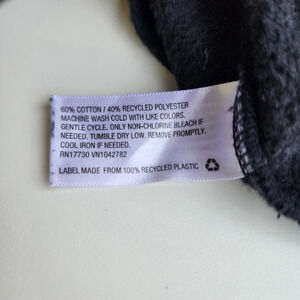 60% COTTON / 40% RECYCLED POLYESTER
MACHINE WASH COLD WITH LIKE COLORS.
GENTLE CYCLE. ONLY NON-CHLORINE BLEACH IF
NEEDED. TUMBLE DRY LOW. REMOVE PROMPTLY.
COOL IRON IF NEEDED.
RN17730 VN1042782
LABEL MADE FROM 100% RECYCLED PLASTIC